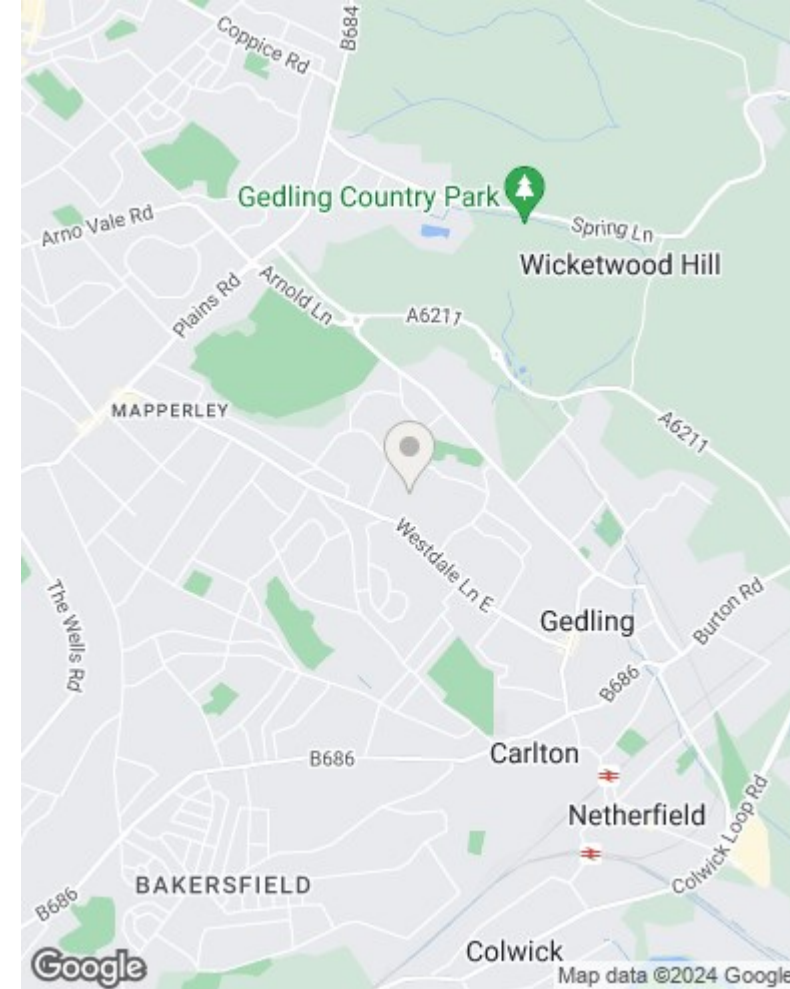 Coppice Rd
B684
Gedling Country Park
Arno Vale Rd
Spring Ln
Wicketwood Hill
Plains Rd
Arnold Ln
A6211
MAPPERLEY
A6211
Westdale Ln E
The Wells Rd
Gedling
Burton Rd
B686
B686
Carlton
Netherfield
Colwick Loop Rd
BAKERSFIELD
B686
Colwick
Google
Map data ©2024 Google